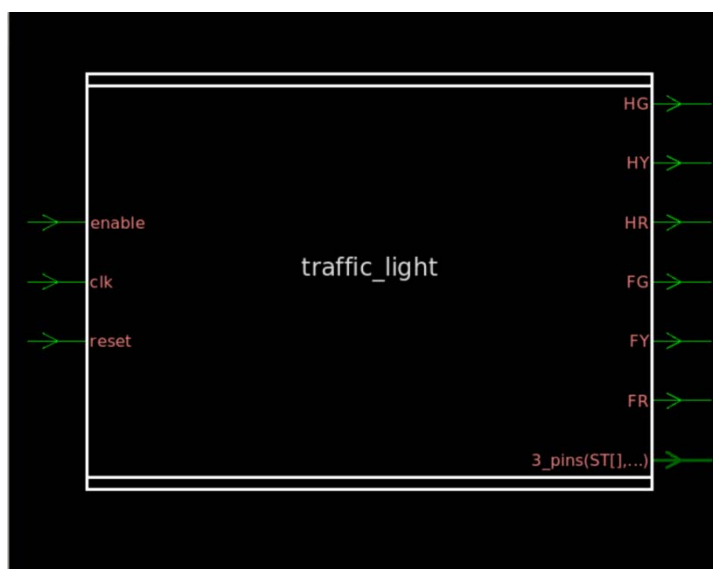 HG
HY
enable
HR
traffic_light
clk
FG
reset
FY
FR
3_pins(ST[],...)